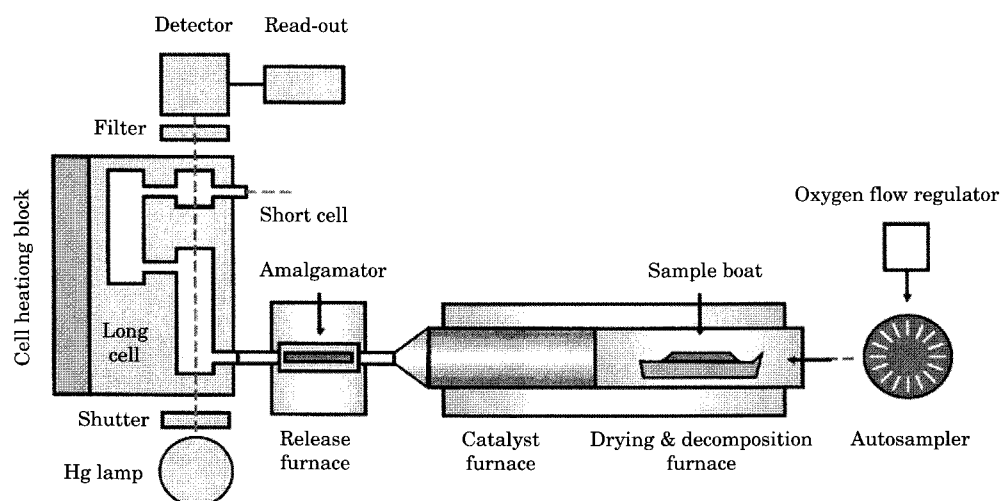 Detector
Read-out
Filter
Cell heationg block
Short cell
Oxygen flow regulator
Amalgamator
Sample boat
Long
cell
Shutter
Release
furnace
Catalyst
furnace
Drying & decomposition
furnace
Autosampler
Hg lamp